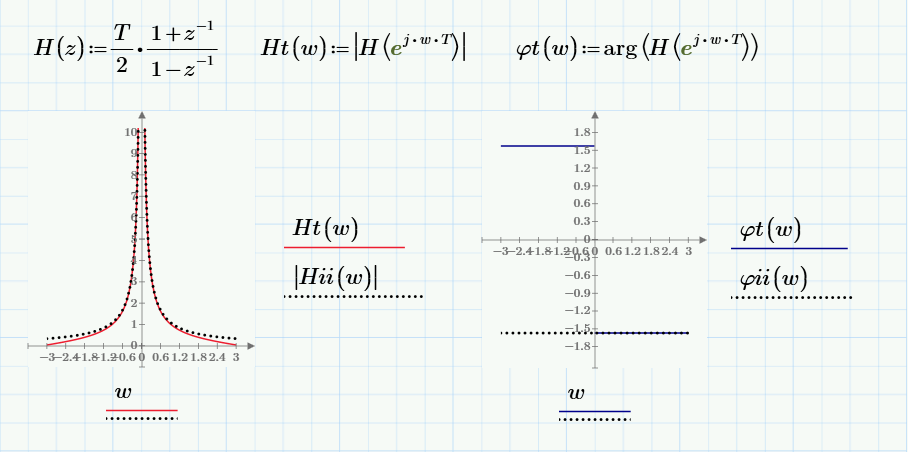 H(z):=T/2·(1+z^−1)/(1−z^−1) Ht(w):=|H(e^(j·w·T))| φt(w):=arg(H(e^(j·w·T)))
10
9
8
7
6
5
4
3
2
1
0
−3 −2.4 −1.8 −1.2 −0.6 0 0.6 1.2 1.8 2.4 3
w
Ht(w)
|Hii(w)|
1.8
1.5
1.2
0.9
0.6
0.3
0
−3 −2.4 −1.8 −1.2 −0.6 0 0.6 1.2 1.8 2.4 3
−0.3
−0.6
−0.9
−1.2
−1.5
−1.8
w
φt(w)
φii(w)